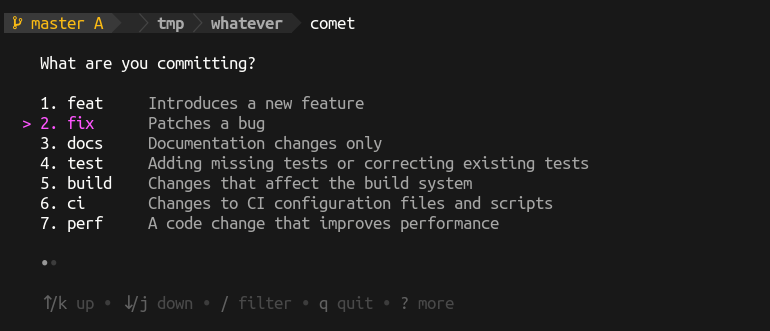 master A tmp whatever comet
What are you committing?
1. feat Introduces a new feature
> 2. fix Patches a bug
3. docs Documentation changes only
4. test Adding missing tests or correcting existing tests
5. build Changes that affect the build system
6. ci Changes to CI configuration files and scripts
7. perf A code change that improves performance
••
↑/k up • ↓/j down • / filter • q quit • ? more